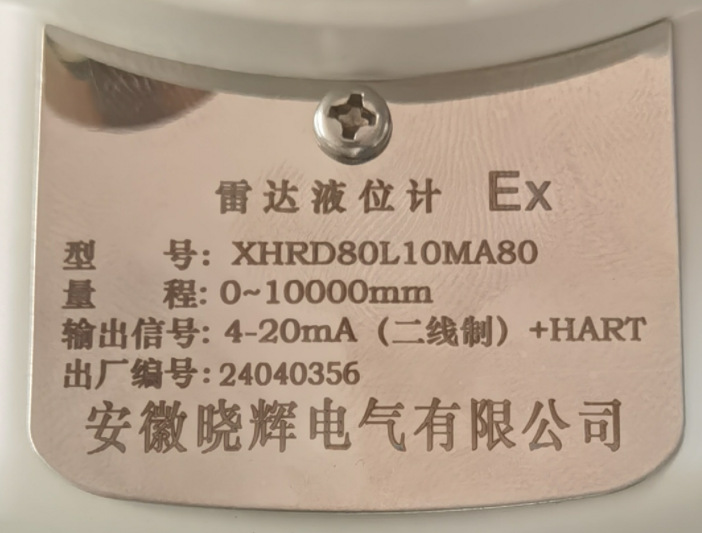 雷达液位计 Ex
型 号：XHRD80L10MA80
量 程：0~10000mm
输出信号：4-20mA（二线制）+HART
出厂编号：24040356
安徽晓辉电气有限公司